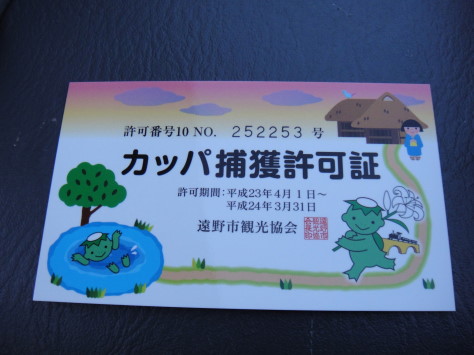 許可番号10 NO. 252253 号
カッパ捕獲許可証
許可期間:平成23年4月1日〜
平成24年3月31日
遠野市観光協会